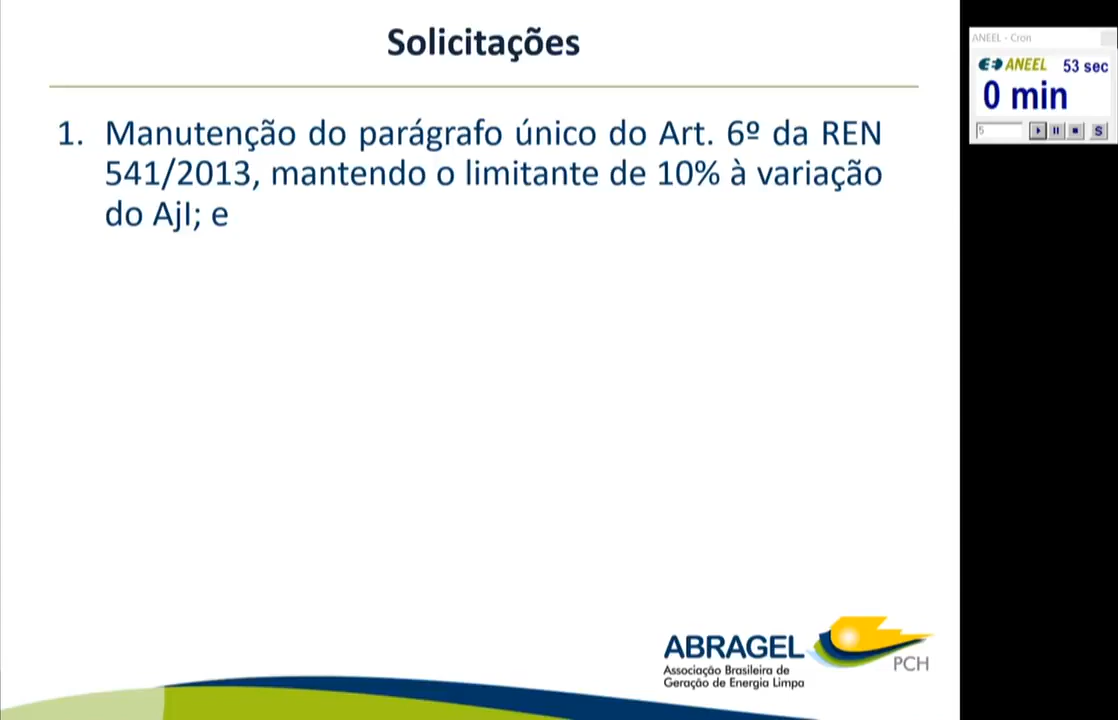 Solicitações
1. Manutenção do parágrafo único do Art. 6º da REN
541/2013, mantendo o limitante de 10% à variação
do AjI; e
ABRAGEL
Associação Brasileira de
Geração de Energia Limpa
PCH
ANEEL - Cron
ANEEL 53 sec
0 min
5
S